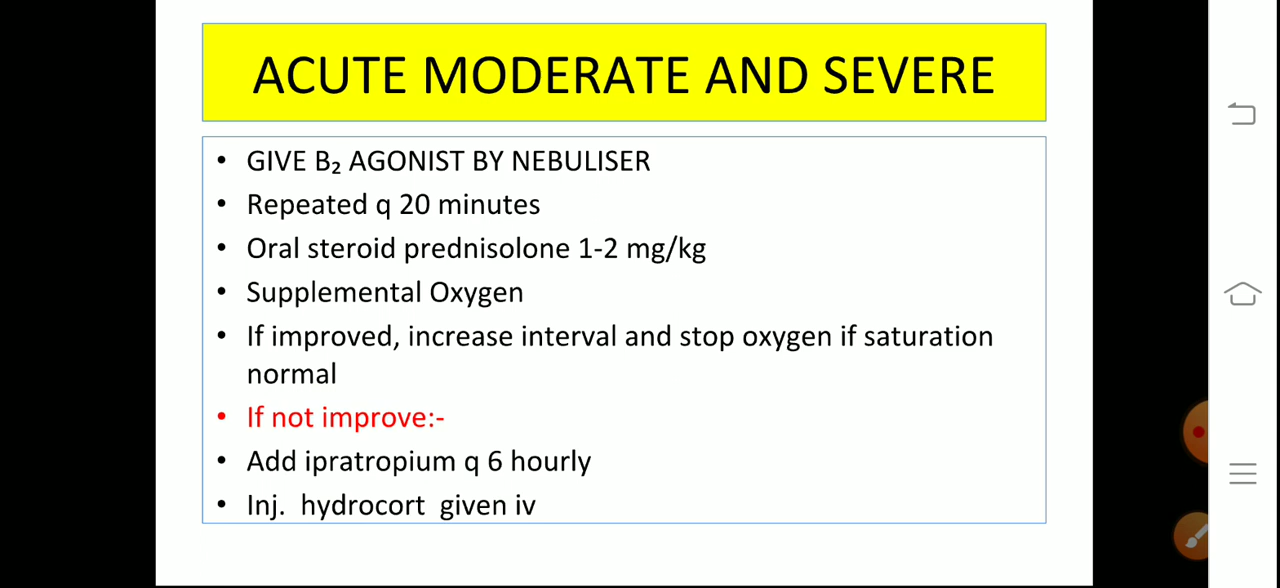 ACUTE MODERATE AND SEVERE
• GIVE B₂ AGONIST BY NEBULISER
• Repeated q 20 minutes
• Oral steroid prednisolone 1-2 mg/kg
• Supplemental Oxygen
• If improved, increase interval and stop oxygen if saturation
normal
• If not improve:-
• Add ipratropium q 6 hourly
• Inj.  hydrocort  given iv